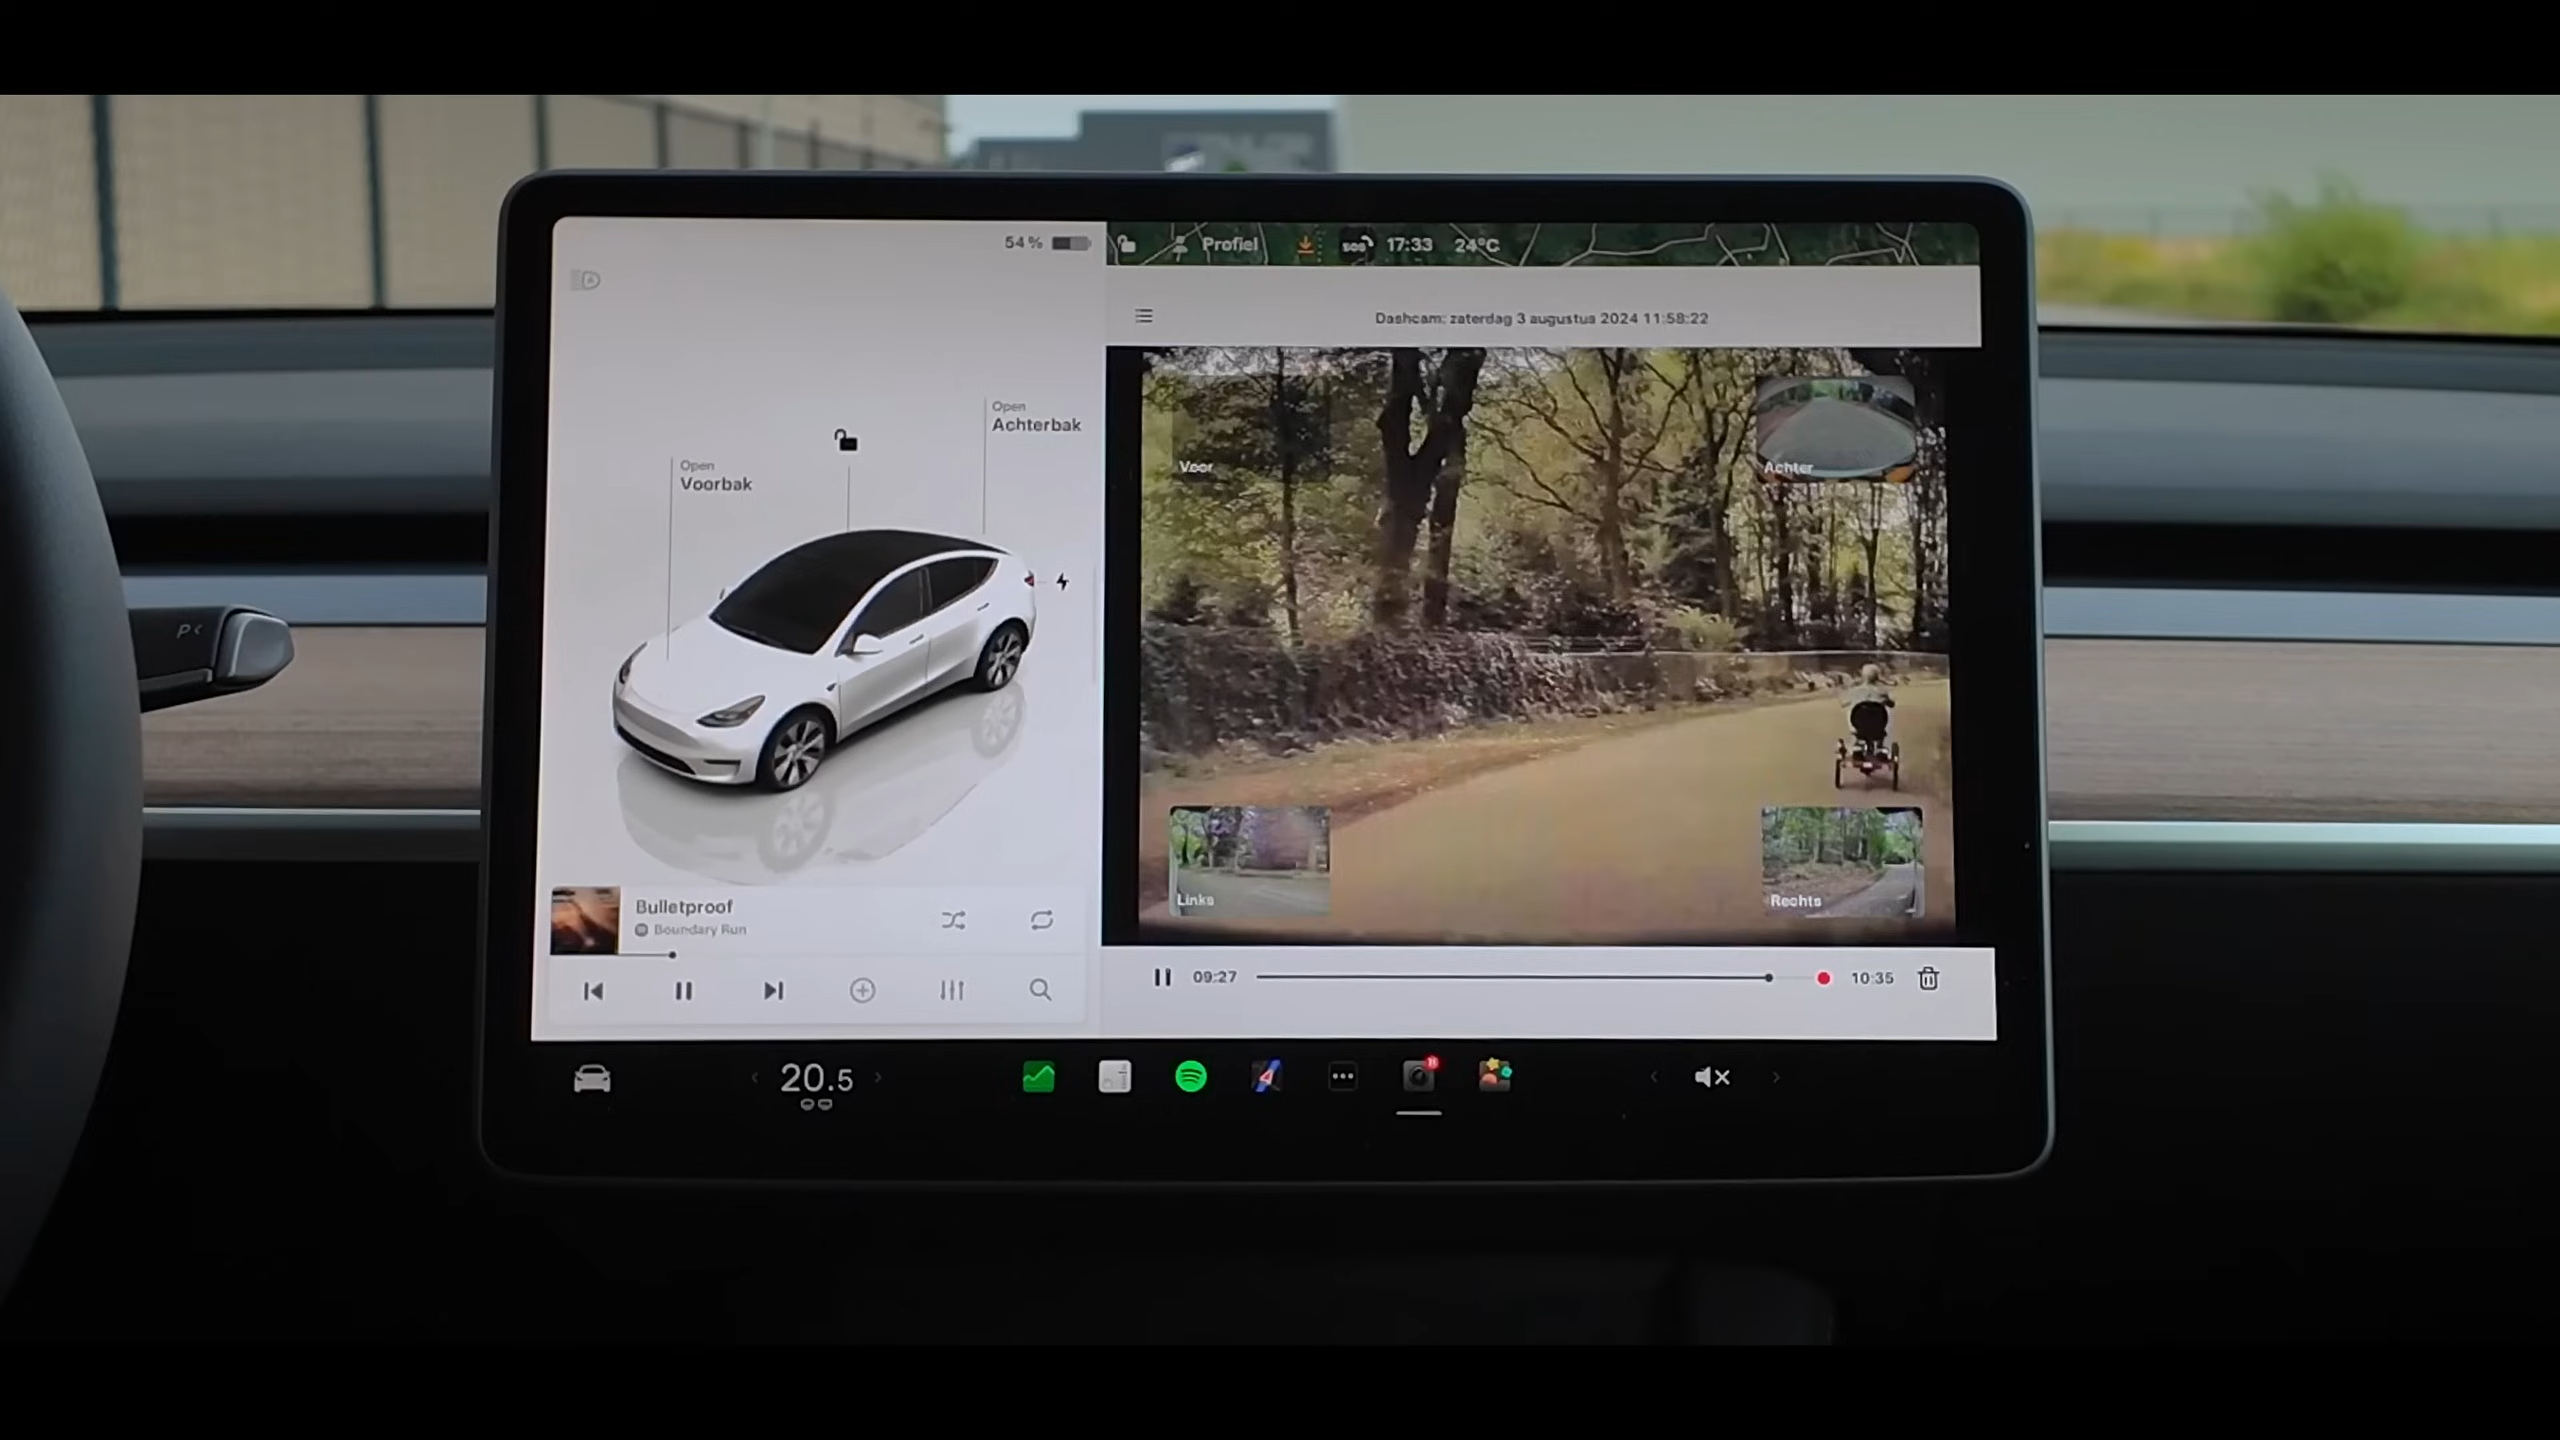 54 %
Profiel
SOS
17:33
24°C
Dashcam: zaterdag 3 augustus 2024 11:58:22
Open
Achterbak
Open
Voorbak
Voor
Achter
Links
Rechts
P
Bulletproof
Boundary Run
09:27
10:35
20.5